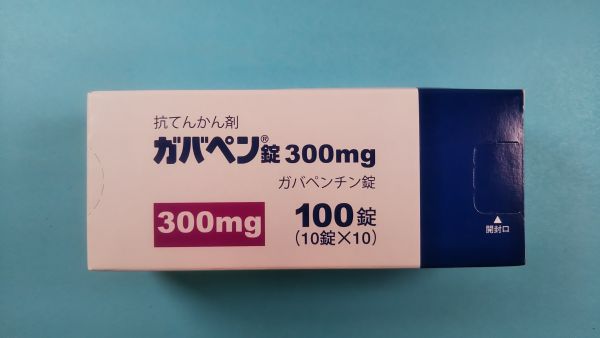 抗てんかん剤
ガバペン®錠 300mg
ガバペンチン錠
300mg
100錠
(10錠×10)
▲
開封口